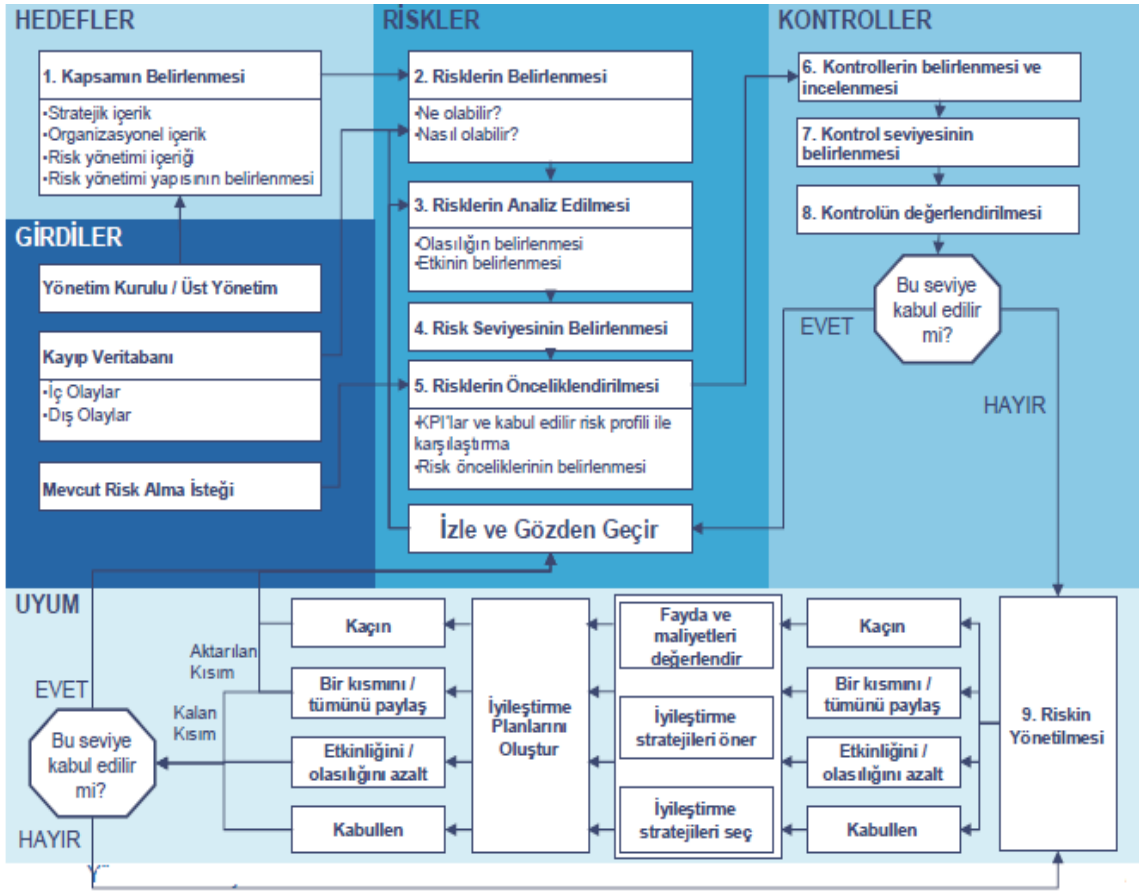 HEDEFLER
1. Kapsamın Belirlenmesi
•Stratejik içerik
•Organizasyonel içerik
•Risk yönetimi içeriği
•Risk yönetimi yapısının belirlenmesi
GİRDİLER
Yönetim Kurulu / Üst Yönetim
Kayıp Veritabanı
•İç Olaylar
•Dış Olaylar
Mevcut Risk Alma İsteği
RİSKLER
2. Risklerin Belirlenmesi
•Ne olabilir?
•Nasıl olabilir?
3. Risklerin Analiz Edilmesi
•Olasılığın belirlenmesi
•Etkinin belirlenmesi
4. Risk Seviyesinin Belirlenmesi
5. Risklerin Önceliklendirilmesi
•KPI'lar ve kabul edilir risk profili ile
karşılaştırma
•Risk önceliklerinin belirlenmesi
İzle ve Gözden Geçir
KONTROLLER
6. Kontrollerin belirlenmesi ve
incelenmesi
7. Kontrol seviyesinin
belirlenmesi
8. Kontrolün değerlendirilmesi
Bu seviye
kabul edilir
mi?
EVET
HAYIR
UYUM
9. Riskin
Yönetilmesi
Kaçın
Bir kısmını /
tümünü paylaş
Etkinliğini /
olasılığını azalt
Kabullen
Fayda ve
maliyetleri
değerlendir
İyileştirme
stratejileri öner
İyileştirme
stratejileri seç
İyileştirme
Planlarını
Oluştur
Kaçın
Bir kısmını /
tümünü paylaş
Etkinliğini /
olasılığını azalt
Kabullen
Aktarılan
Kısım
Kalan
Kısım
EVET
Bu seviye
kabul edilir
mi?
HAYIR